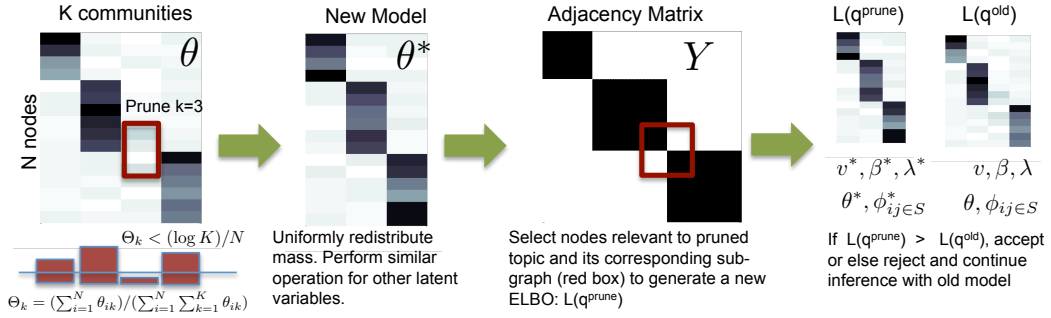 K communities
New Model
Adjacency Matrix
L(q^prune)
L(q^old)
N nodes
θ
Prune k=3
θ*
Y
Θ_k < (log K)/N
Θ_k = (∑_{i=1}^N θ_{ik})/(∑_{i=1}^N ∑_{k=1}^K θ_{ik})
Uniformly redistribute
mass. Perform similar
operation for other latent
variables.
Select nodes relevant to pruned
topic and its corresponding sub-
graph (red box) to generate a new
ELBO: L(q^prune)
v*, β*, λ*
θ*, ϕ*_{ij∈S}
v, β, λ
θ, ϕ_{ij∈S}
If L(q^prune) > L(q^old), accept
or else reject and continue
inference with old model